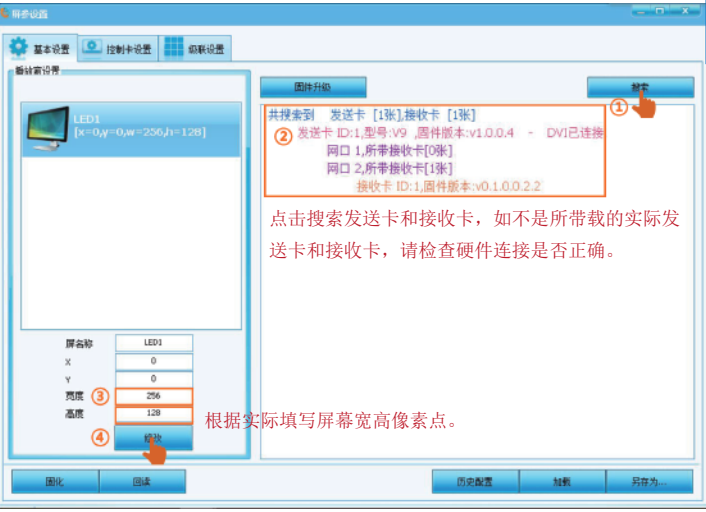 屏参设置
基本设置
控制卡设置
级联设置
播放窗设置
固件升级
搜索
①
LED1
[x=0,y=0,w=256,h=128]
共搜索到 发送卡 [1张],接收卡 [1张]
② 发送卡 ID:1,型号:V9 ,固件版本:v1.0.0.4 - DVI已连接
网口 1,所带接收卡[0张]
网口 2,所带接收卡[1张]
接收卡 ID:1,固件版本:v0.1.0.0.2.2
点击搜索发送卡和接收卡，如不是所带载的实际发
送卡和接收卡，请检查硬件连接是否正确。
屏名称 LED1
X 0
Y 0
宽度 ③ 256
高度 128
根据实际填写屏幕宽高像素点。
④ 修改
固化
回读
历史配置
加载
另存为...